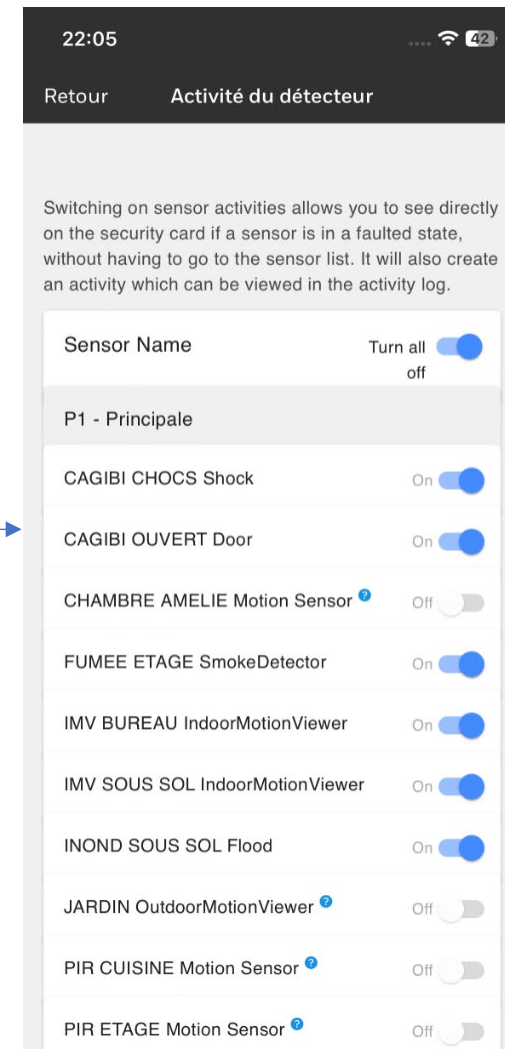 22:05 42
Retour Activité du détecteur
Switching on sensor activities allows you to see directly
on the security card if a sensor is in a faulted state,
without having to go to the sensor list. It will also create
an activity which can be viewed in the activity log.
Sensor Name Turn all
off
P1 - Principale
CAGIBI CHOCS Shock On
CAGIBI OUVERT Door On
CHAMBRE AMELIE Motion Sensor ? Off
FUMEE ETAGE SmokeDetector On
IMV BUREAU IndoorMotionViewer On
IMV SOUS SOL IndoorMotionViewer On
INOND SOUS SOL Flood On
JARDIN OutdoorMotionViewer ? Off
PIR CUISINE Motion Sensor ? Off
PIR ETAGE Motion Sensor ? Off